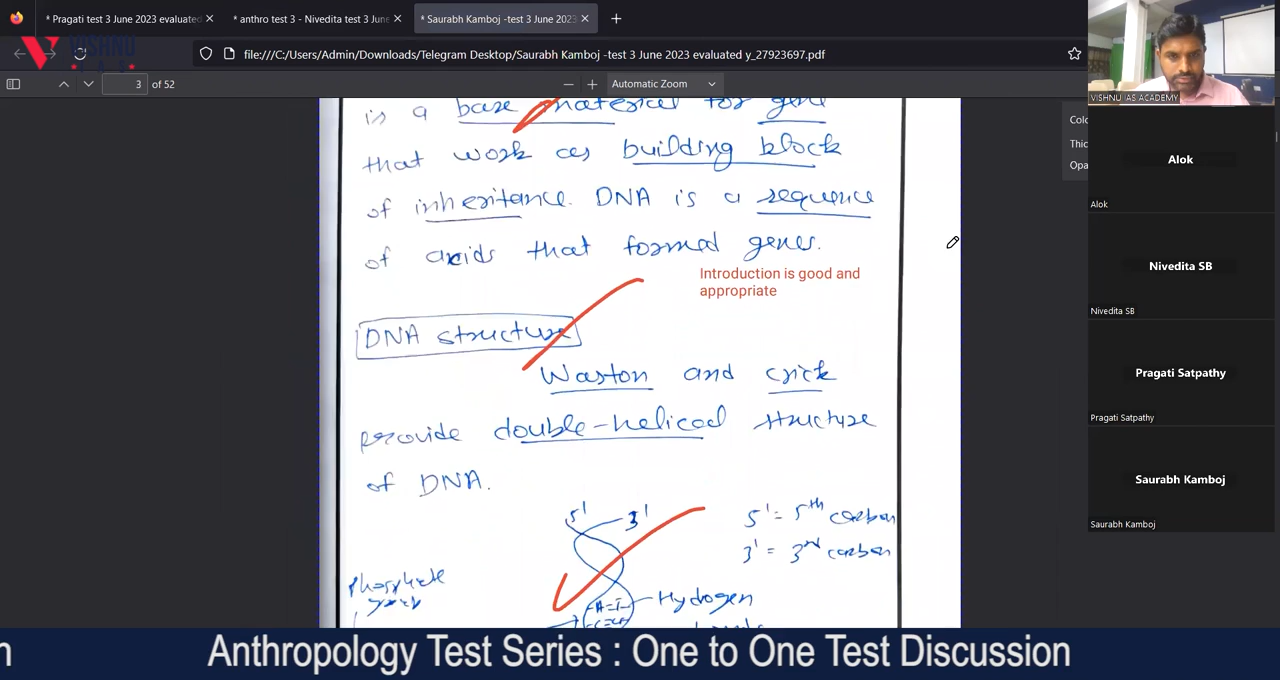 * Pragati test 3 June 2023 evaluated
* anthro test 3 - Nivedita test 3 June
* Saurabh Kamboj -test 3 June 2023
VISHNU
IAS
file:///C:/Users/Admin/Downloads/Telegram Desktop/Saurabh Kamboj -test 3 June 2023 evaluated y_27923697.pdf
3 of 52
Automatic Zoom
is a base material for gene
that work as building block
of inheritance. DNA is a sequence
of acids that formed genes.
Introduction is good and
appropriate
DNA structure
Waston and crick
provide double-helical structure
of DNA.
5' 3'
5' = 5th carbon
3' = 3rd carbon
Phosphate
Hydrogen
Colo
Thic
Opa
VISHNU IAS ACADEMY
Alok
Alok
Nivedita SB
Nivedita SB
Pragati Satpathy
Pragati Satpathy
Saurabh Kamboj
Saurabh Kamboj
n Anthropology Test Series : One to One Test Discussion